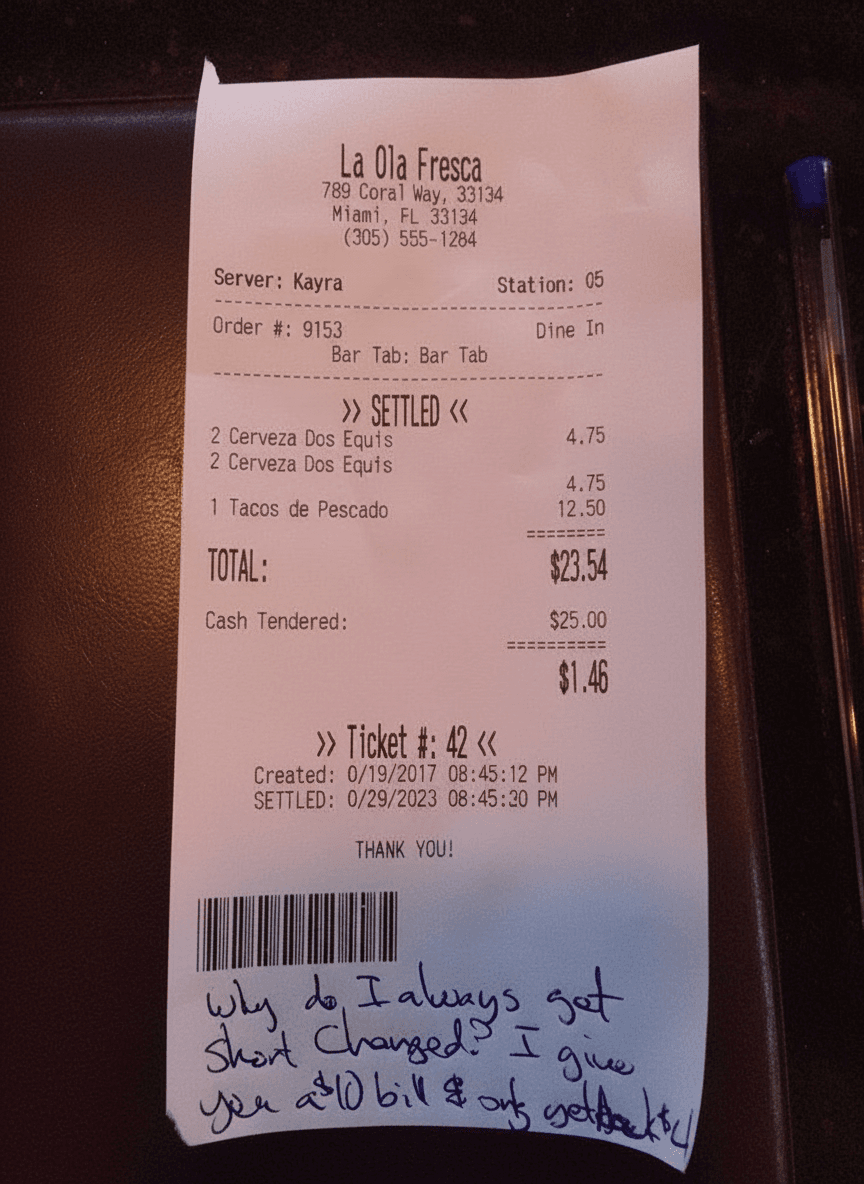 La Ola Fresca
789 Coral Way, 33134
Miami, FL 33134
(305) 555-1284
Server: Kayra Station: 05
Order #: 9153 Dine In
Bar Tab: Bar Tab
>> SETTLED <<
2 Cerveza Dos Equis 4.75
2 Cerveza Dos Equis
4.75
1 Tacos de Pescado 12.50
========
TOTAL: $23.54
Cash Tendered: $25.00
==========
$1.46
>> Ticket #: 42 <<
Created: 0/19/2017 08:45:12 PM
SETTLED: 0/29/2023 08:45:20 PM
THANK YOU!
Why do I always get
short changed? I give
you a $10 bill & only get back $4